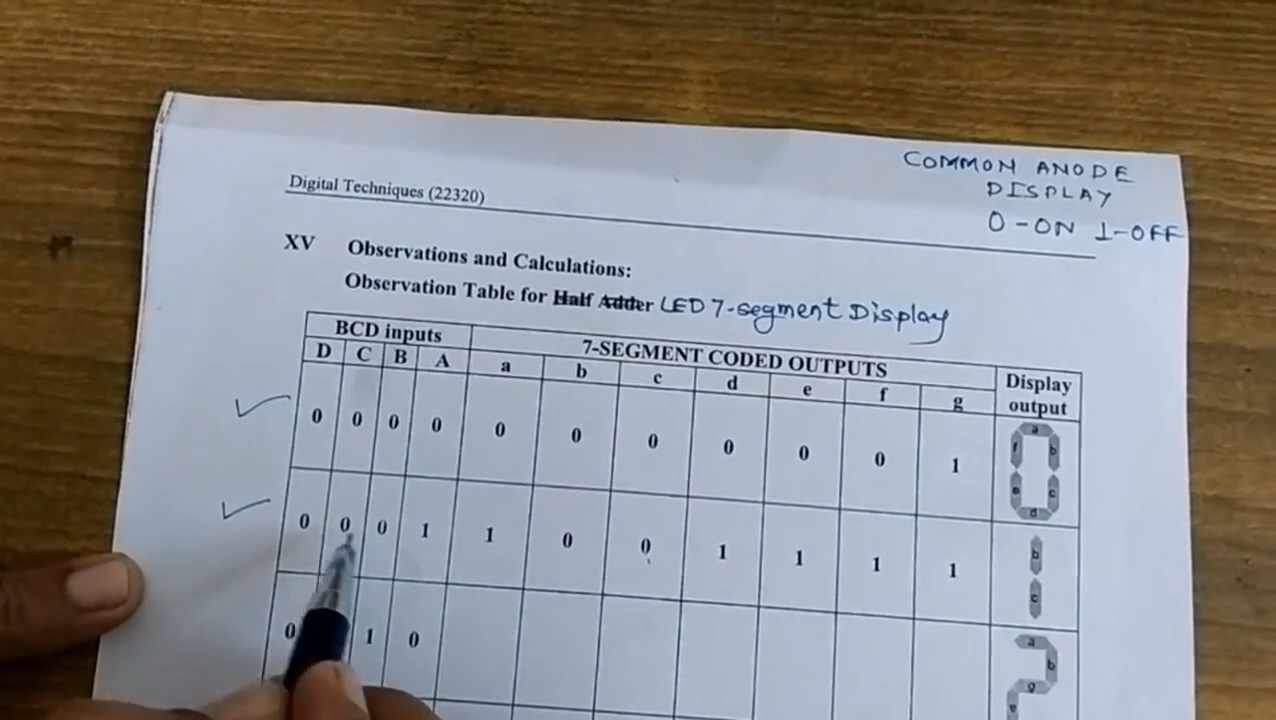 COMMON ANODE
DISPLAY
0-ON 1-OFF
Digital Techniques (22320)
XV Observations and Calculations:
Observation Table for Half Adder LED 7-segment Display
BCD inputs 7-SEGMENT CODED OUTPUTS Display output
D C B A a b c d e f g
0 0 0 0 0 0 0 0 0 0 1
a
f b
e c
d
0 0 0 1 1 0 0 1 1 1 1
b
c
0 1 0
a
b
g
e